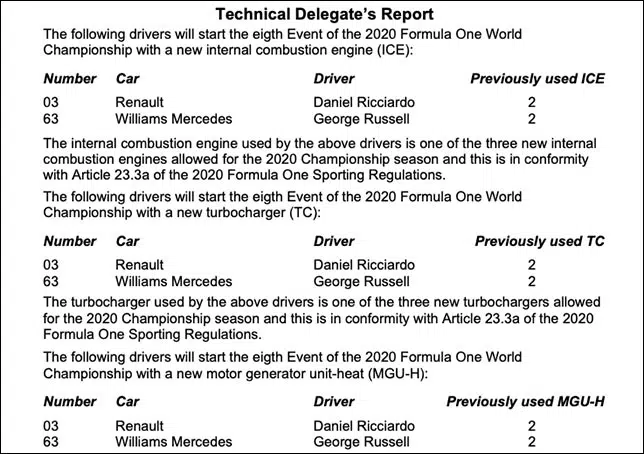 Technical Delegate's Report
The following drivers will start the eigth Event of the 2020 Formula One World
Championship with a new internal combustion engine (ICE):
Number Car Driver Previously used ICE
03 Renault Daniel Ricciardo 2
63 Williams Mercedes George Russell 2
The internal combustion engine used by the above drivers is one of the three new internal
combustion engines allowed for the 2020 Championship season and this is in conformity
with Article 23.3a of the 2020 Formula One Sporting Regulations.
The following drivers will start the eigth Event of the 2020 Formula One World
Championship with a new turbocharger (TC):
Number Car Driver Previously used TC
03 Renault Daniel Ricciardo 2
63 Williams Mercedes George Russell 2
The turbocharger used by the above drivers is one of the three new turbochargers allowed
for the 2020 Championship season and this is in conformity with Article 23.3a of the 2020
Formula One Sporting Regulations.
The following drivers will start the eigth Event of the 2020 Formula One World
Championship with a new motor generator unit-heat (MGU-H):
Number Car Driver Previously used MGU-H
03 Renault Daniel Ricciardo 2
63 Williams Mercedes George Russell 2